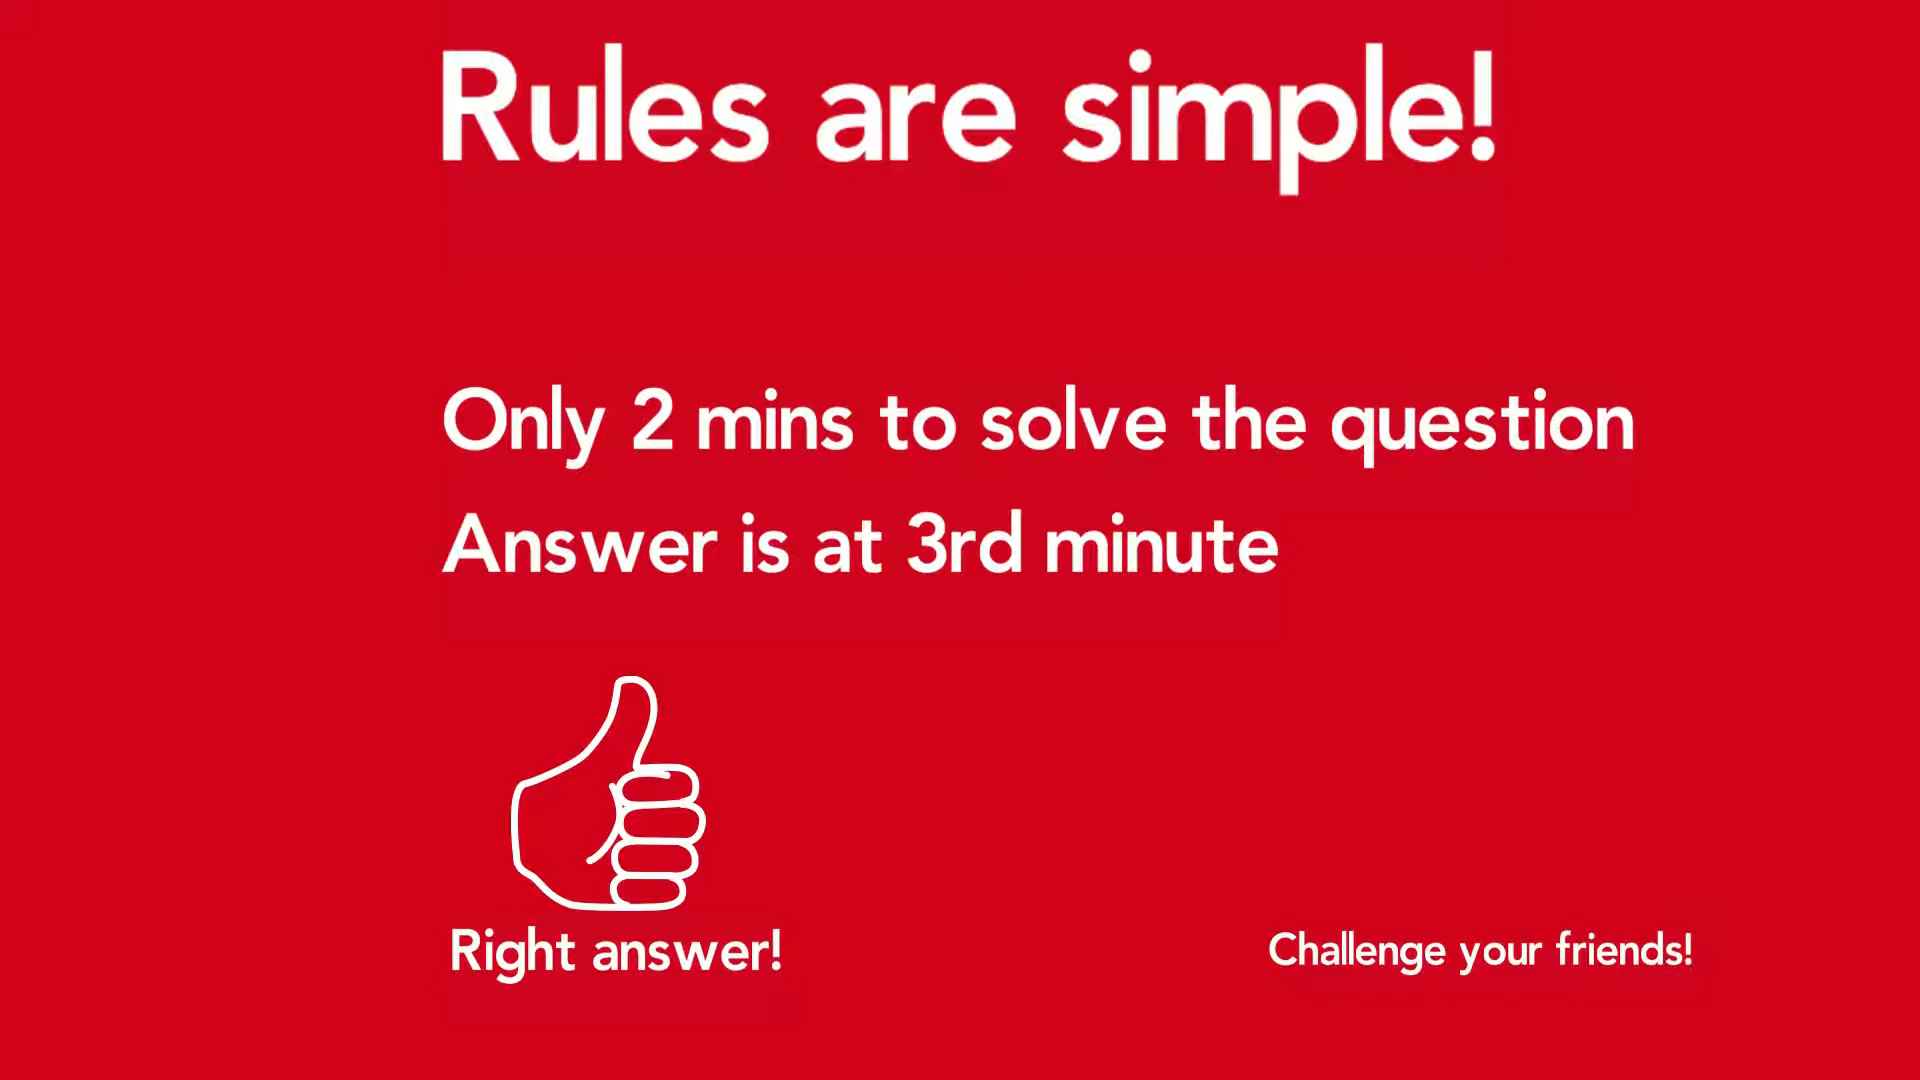 Rules are simple!
Only 2 mins to solve the question
Answer is at 3rd minute
Right answer!
Challenge your friends!